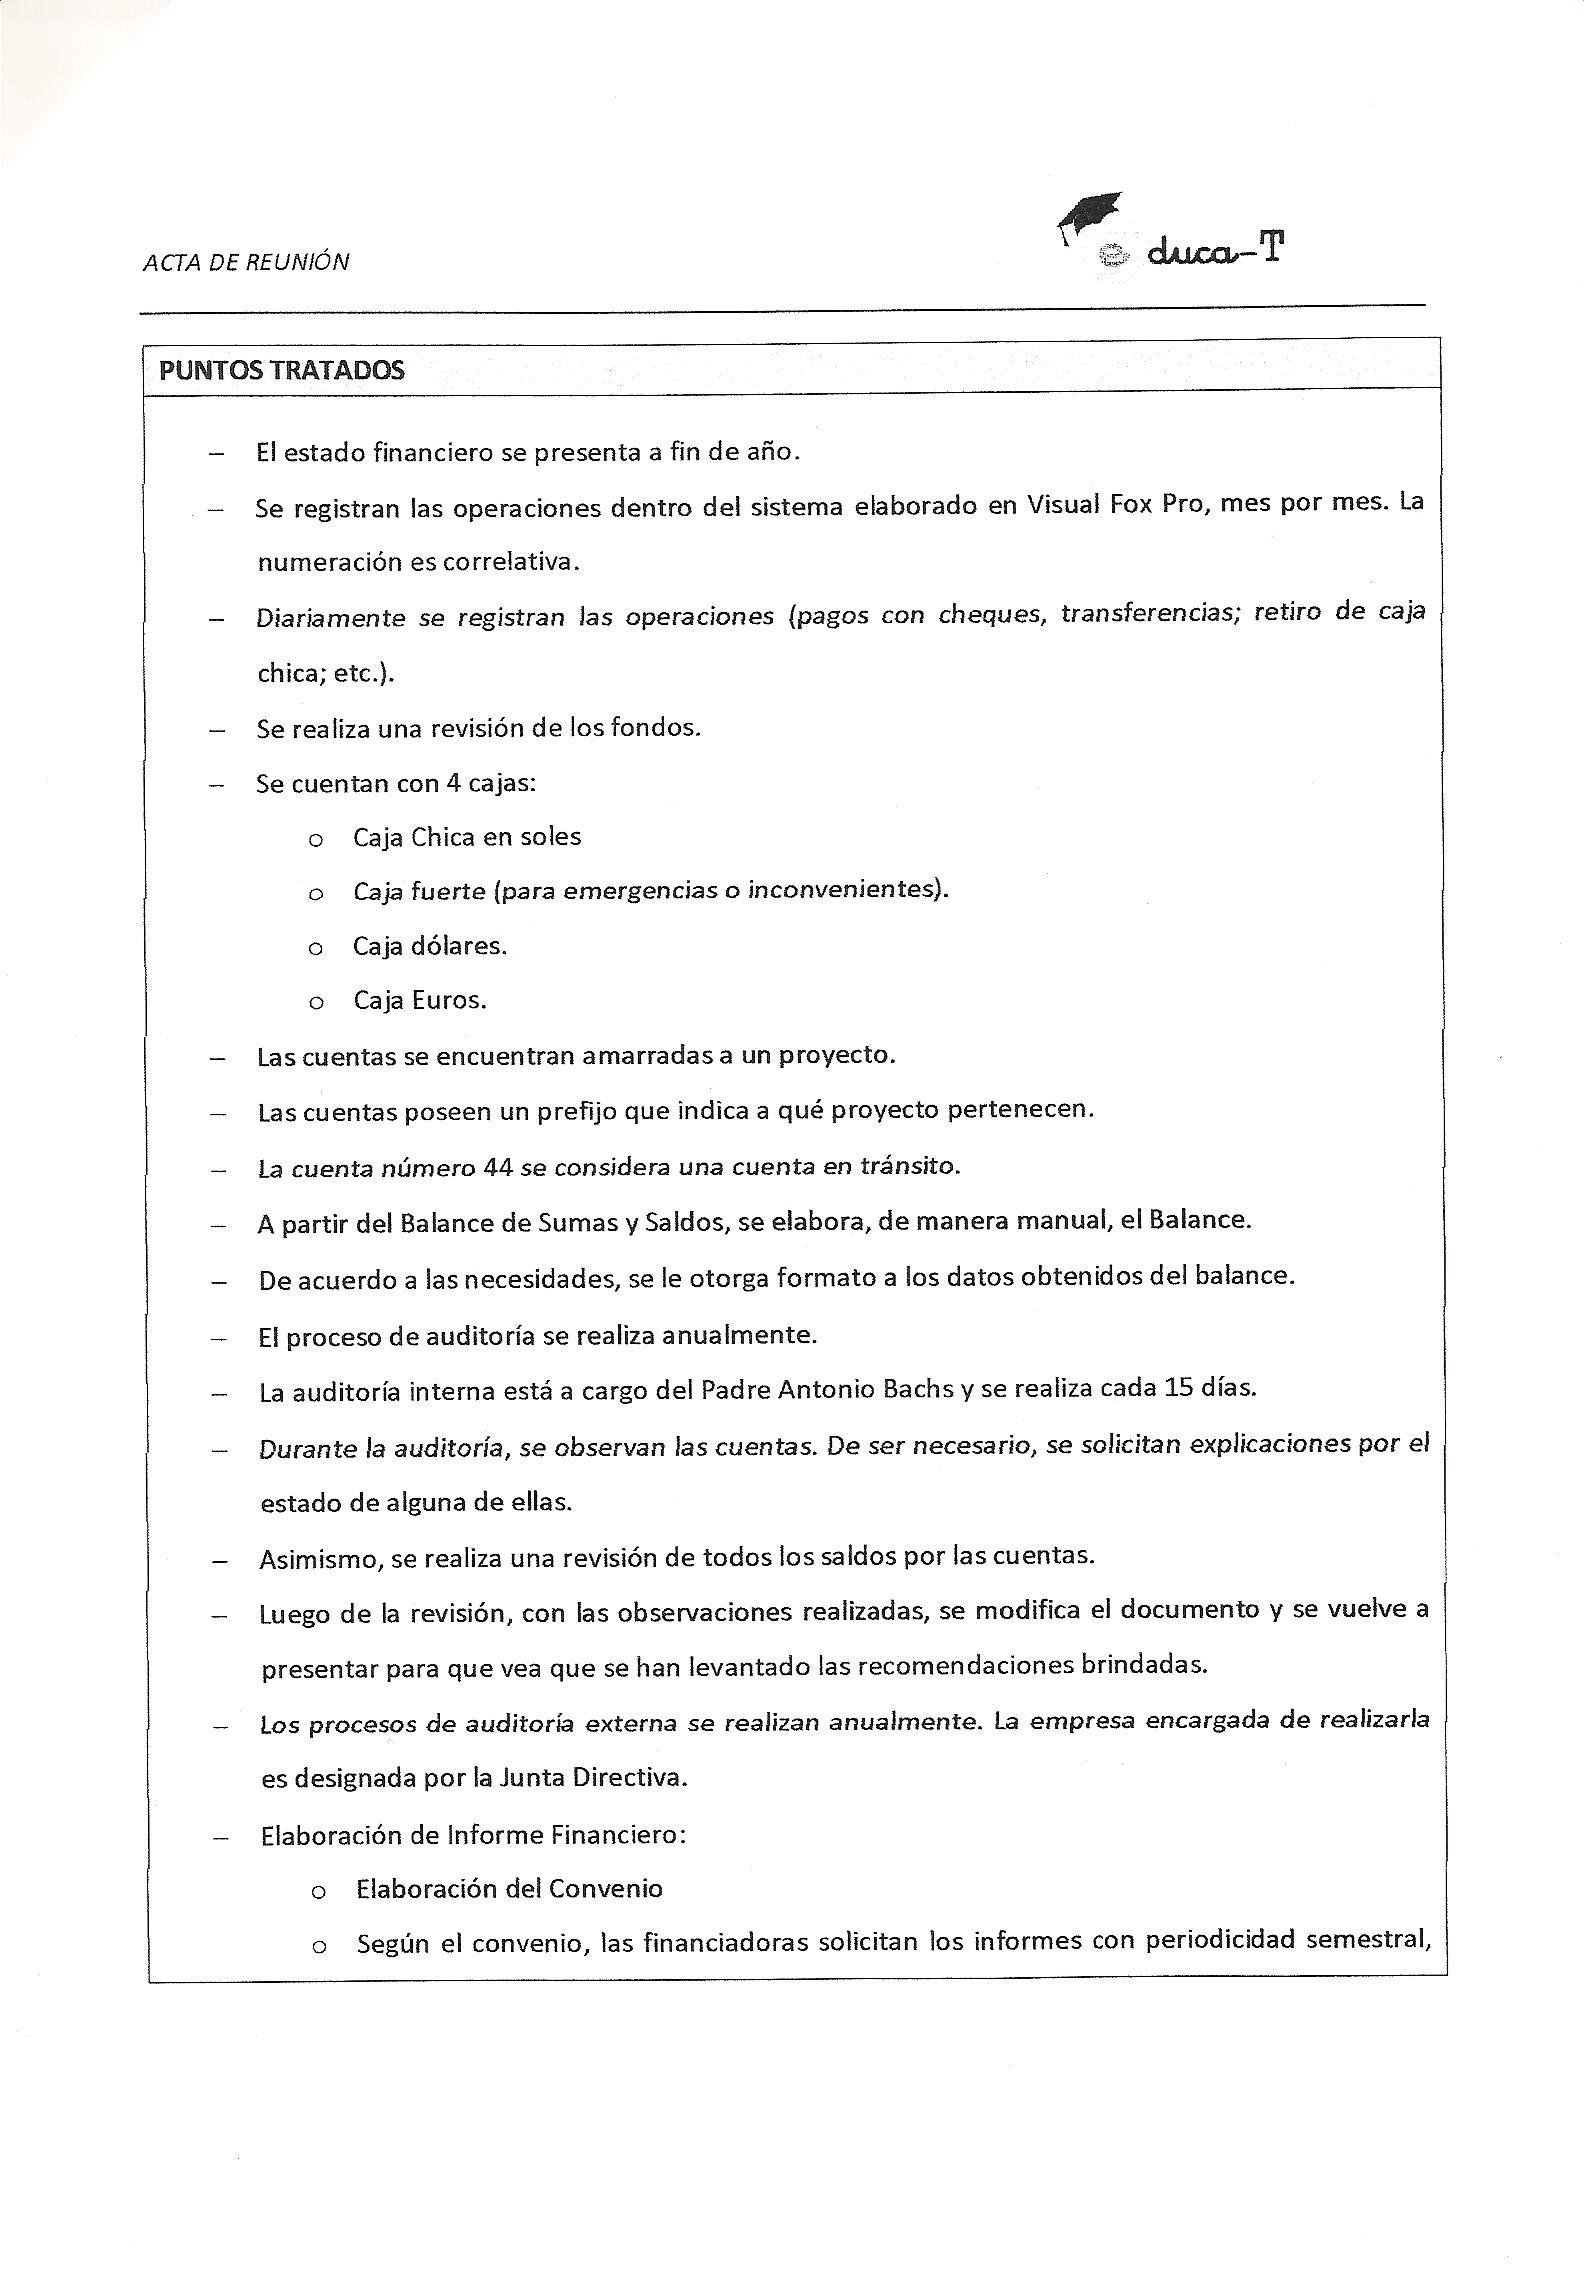 ACTA DE REUNIÓN
e duca-T
PUNTOS TRATADOS
– El estado financiero se presenta a fin de año.
– Se registran las operaciones dentro del sistema elaborado en Visual Fox Pro, mes por mes. La
numeración es correlativa.
– Diariamente se registran las operaciones (pagos con cheques, transferencias; retiro de caja
chica; etc.).
– Se realiza una revisión de los fondos.
– Se cuentan con 4 cajas:
o Caja Chica en soles
o Caja fuerte (para emergencias o inconvenientes).
o Caja dólares.
o Caja Euros.
– Las cuentas se encuentran amarradas a un proyecto.
– Las cuentas poseen un prefijo que indica a qué proyecto pertenecen.
– La cuenta número 44 se considera una cuenta en tránsito.
– A partir del Balance de Sumas y Saldos, se elabora, de manera manual, el Balance.
– De acuerdo a las necesidades, se le otorga formato a los datos obtenidos del balance.
– El proceso de auditoría se realiza anualmente.
– La auditoría interna está a cargo del Padre Antonio Bachs y se realiza cada 15 días.
– Durante la auditoría, se observan las cuentas. De ser necesario, se solicitan explicaciones por el
estado de alguna de ellas.
– Asimismo, se realiza una revisión de todos los saldos por las cuentas.
– Luego de la revisión, con las observaciones realizadas, se modifica el documento y se vuelve a
presentar para que vea que se han levantado las recomendaciones brindadas.
– Los procesos de auditoría externa se realizan anualmente. La empresa encargada de realizarla
es designada por la Junta Directiva.
– Elaboración de Informe Financiero:
o Elaboración del Convenio
o Según el convenio, las financiadoras solicitan los informes con periodicidad semestral,